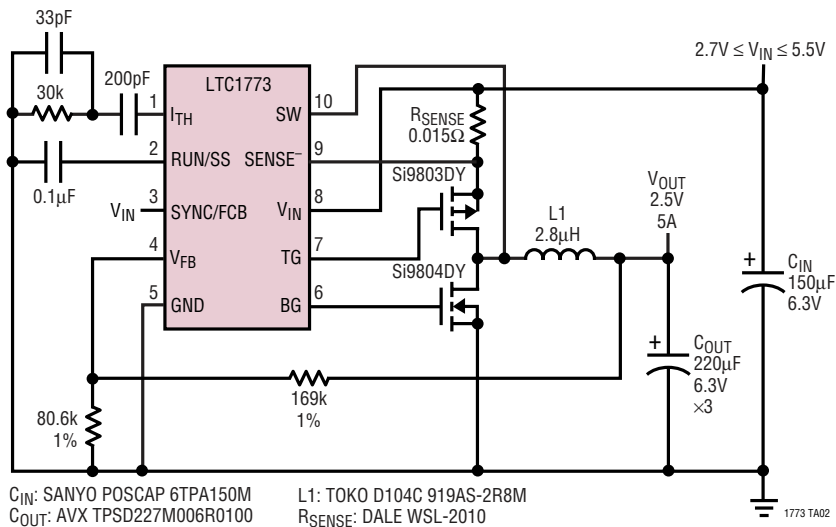 33pF
30k
200pF
0.1µF
LTC1773
1
ITH
2
RUN/SS
VIN
3
SYNC/FCB
4
VFB
5
GND
10
SW
9
SENSE–
8
VIN
7
TG
6
BG
RSENSE
0.015Ω
Si9803DY
Si9804DY
L1
2.8µH
2.7V ≤ VIN ≤ 5.5V
VOUT
2.5V
5A
+
CIN
150µF
6.3V
+
COUT
220µF
6.3V
×3
169k
1%
80.6k
1%
CIN: SANYO POSCAP 6TPA150M
COUT: AVX TPSD227M006R0100
L1: TOKO D104C 919AS-2R8M
RSENSE: DALE WSL-2010
1773 TA02